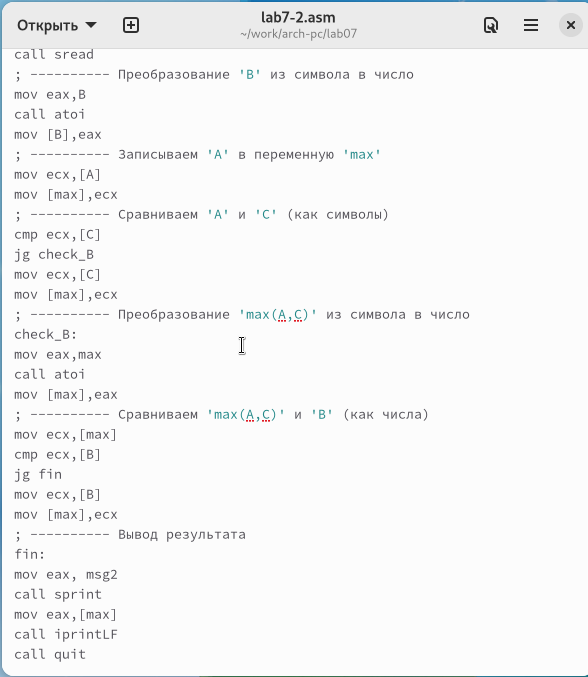 Открыть
lab7-2.asm
~/work/arch-pc/lab07
call sread
; ---------- Преобразование 'B' из символа в число
mov eax,B
call atoi
mov [B],eax
; ---------- Записываем 'A' в переменную 'max'
mov ecx,[A]
mov [max],ecx
; ---------- Сравниваем 'A' и 'C' (как символы)
cmp ecx,[C]
jg check_B
mov ecx,[C]
mov [max],ecx
; ---------- Преобразование 'max(A,C)' из символа в число
check_B:
mov eax,max
call atoi
mov [max],eax
; ---------- Сравниваем 'max(A,C)' и 'B' (как числа)
mov ecx,[max]
cmp ecx,[B]
jg fin
mov ecx,[B]
mov [max],ecx
; ---------- Вывод результата
fin:
mov eax, msg2
call sprint
mov eax,[max]
call iprintLF
call quit